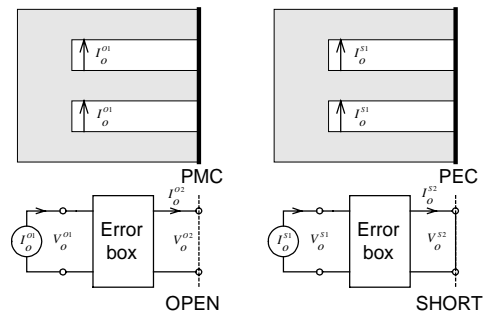 I_o^{O1}
I_o^{O1}
PMC
I_o^{S1}
I_o^{S1}
PEC
I_o^{O2}
I_o^{O1}
V_o^{O1}
Error
box
V_o^{O2}
OPEN
I_o^{S2}
I_o^{S1}
V_o^{S1}
Error
box
V_o^{S2}
SHORT